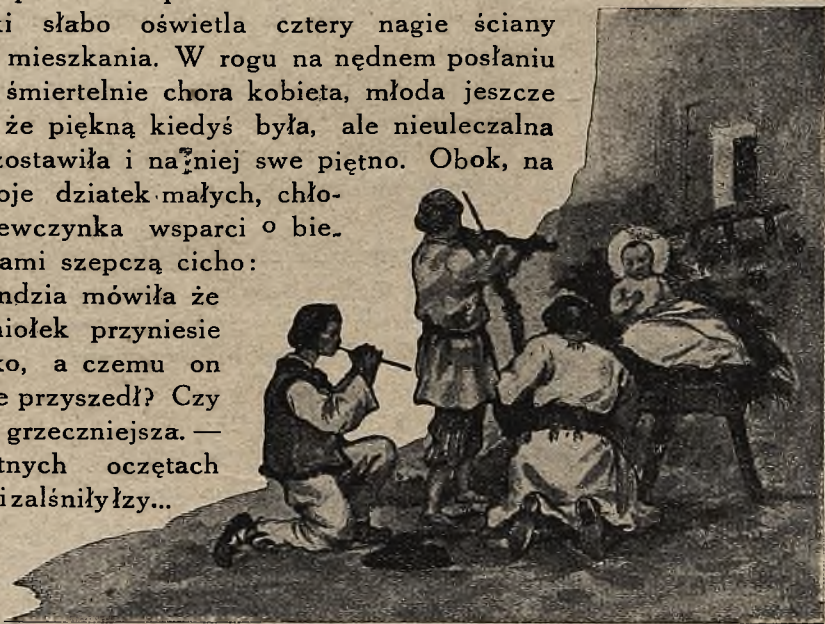 ki słabo oświetla cztery nagie ściany
mieszkania. W rogu na nędnem posłaniu
śmiertelnie chora kobieta, młoda jeszcze
że piękną kiedyś była, ale nieuleczalna
zostawiła i na niej swe piętno. Obok, na
oje dziatek małych, chło-
ewczynka wsparci o bie-
ami szepczą cicho:
ndzia mówiła że
niołek przyniesie
ko, a czemu on
e przyszedł? Czy
grzeczniejsza. —
tnych oczętach
i zalśniły łzy...